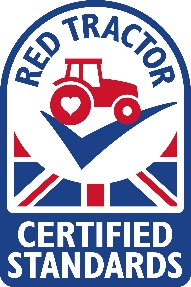 RED TRACTOR
CERTIFIED
STANDARDS